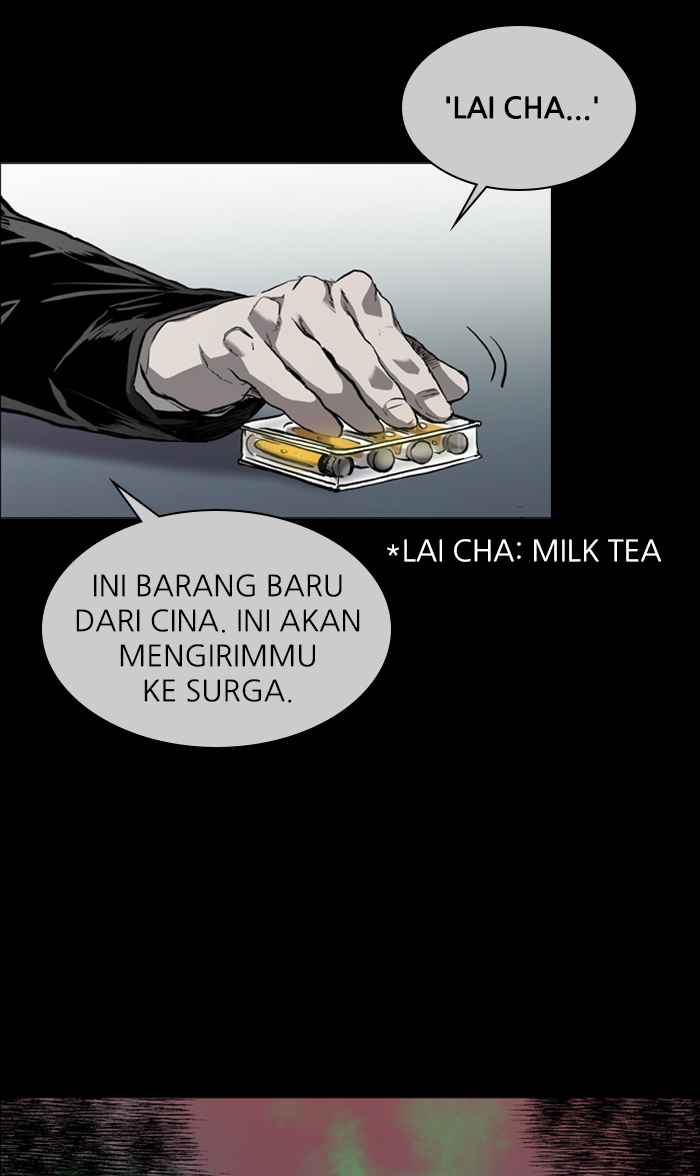 'LAI CHA...'
*LAI CHA: MILK TEA
INI BARANG BARU
DARI CINA. INI AKAN
MENGIRIMMU
KE SURGA.